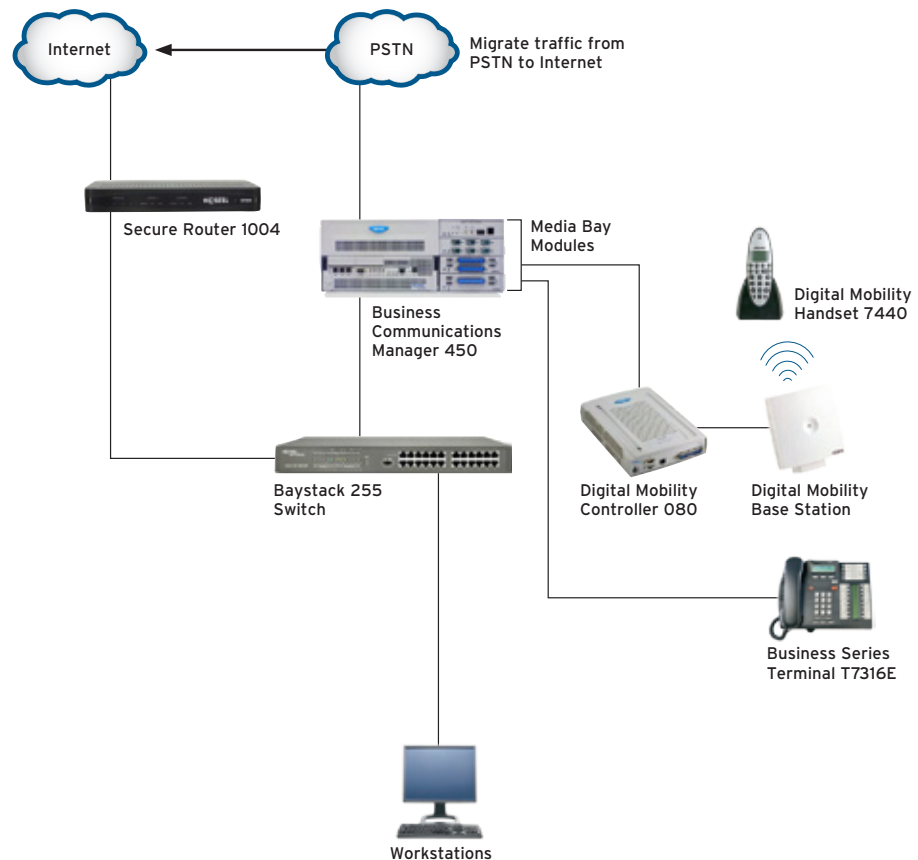 Internet
PSTN
Migrate traffic from
PSTN to Internet
Secure Router 1004
Media Bay
Modules
Business
Communications
Manager 450
Digital Mobility
Handset 7440
Baystack 255
Switch
Digital Mobility
Controller 080
Digital Mobility
Base Station
Business Series
Terminal T7316E
Workstations